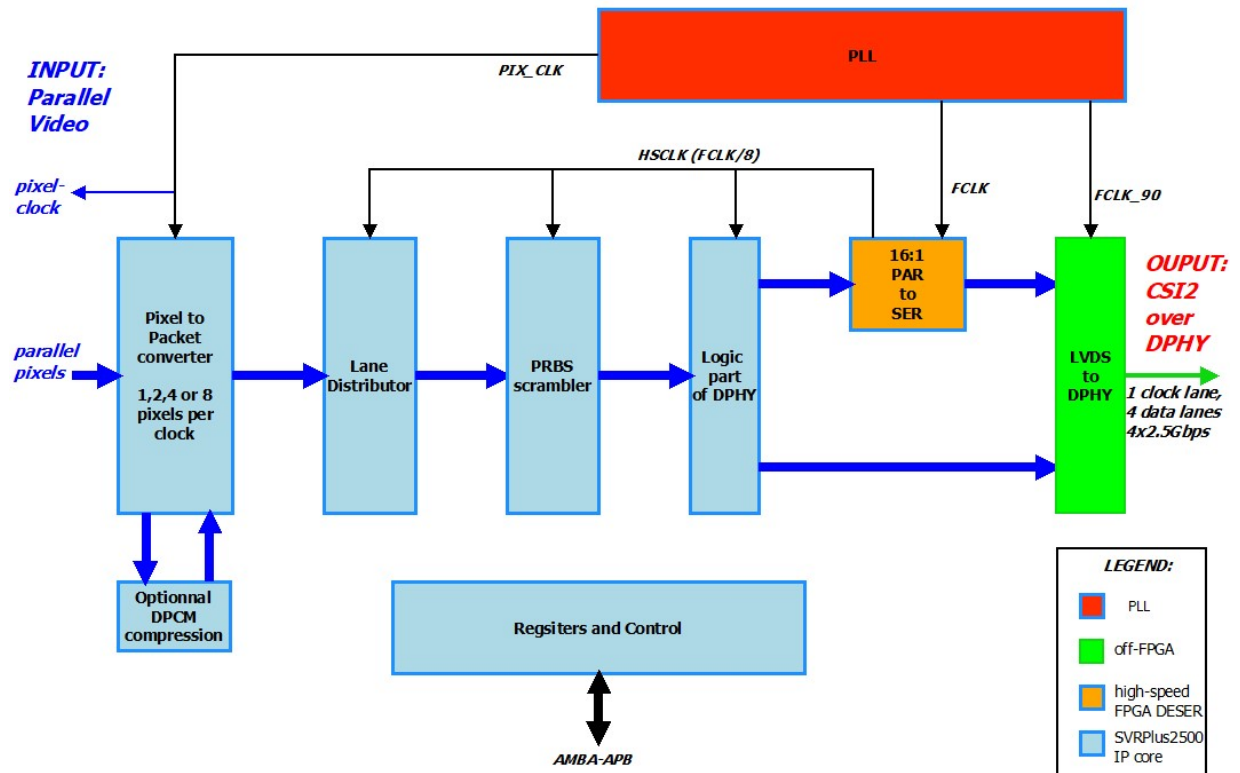 INPUT:
Parallel
Video
PIX_CLK
PLL
HSCLK (FCLK/8)
FCLK
FCLK_90
pixel-
clock
parallel
pixels
Pixel to
Packet
converter
1,2,4 or 8
pixels per
clock
Lane
Distributor
PRBS
scrambler
Logic
part
of DPHY
16:1
PAR
to
SER
LVDS
to
DPHY
OUPUT:
CSI2
over
DPHY
1 clock lane,
4 data lanes
4x2.5Gbps
Optionnal
DPCM
compression
Regsiters and Control
AMBA-APB
LEGEND:
PLL
off-FPGA
high-speed
FPGA DESER
SVRPlus2500
IP core